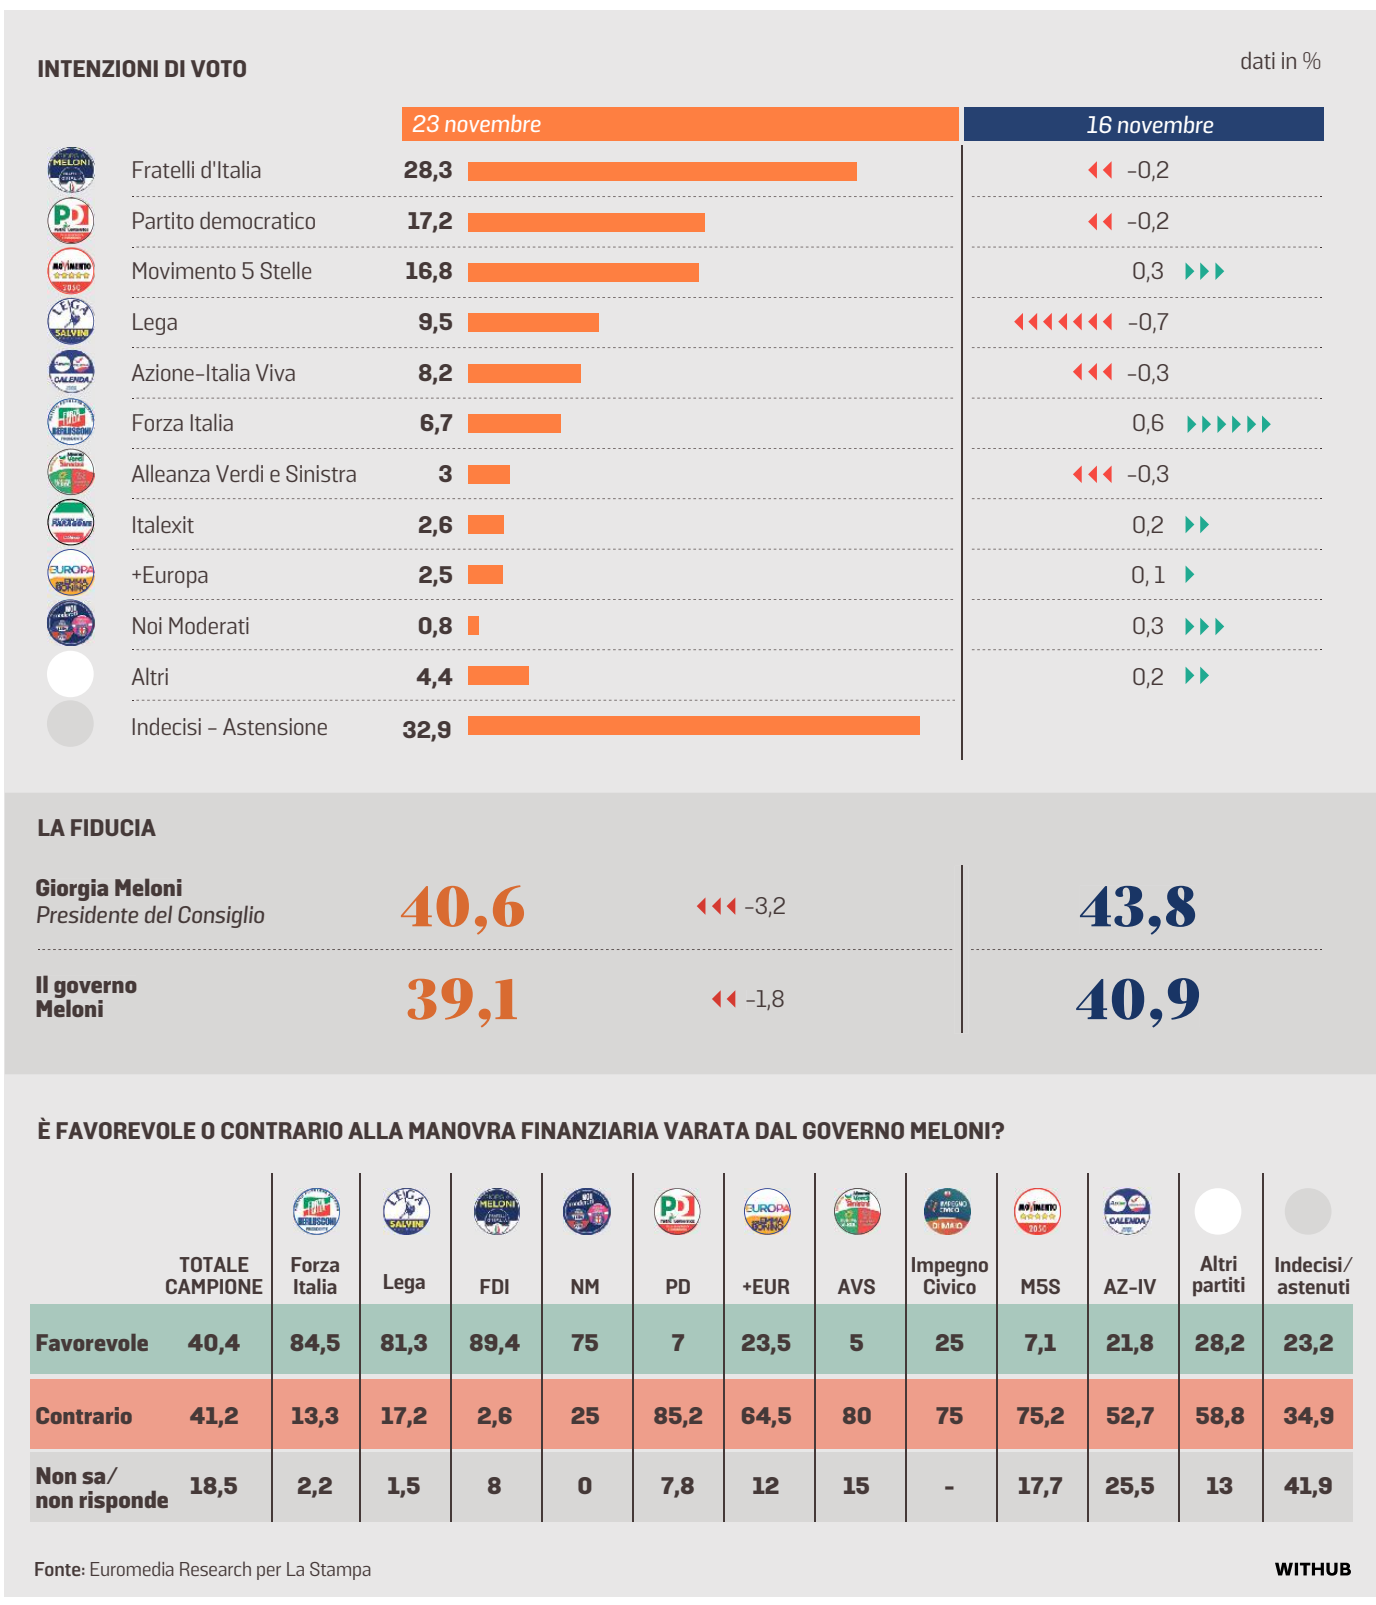 INTENZIONI DI VOTO
dati in %
23 novembre
16 novembre
Fratelli d'Italia 28,3 -0,2
Partito democratico 17,2 -0,2
Movimento 5 Stelle 16,8 0,3
Lega 9,5 -0,7
Azione-Italia Viva 8,2 -0,3
Forza Italia 6,7 0,6
Alleanza Verdi e Sinistra 3 -0,3
Italexit 2,6 0,2
+Europa 2,5 0,1
Noi Moderati 0,8 0,3
Altri 4,4 0,2
Indecisi - Astensione 32,9
LA FIDUCIA
Giorgia Meloni
Presidente del Consiglio
40,6 -3,2 43,8
Il governo
Meloni
39,1 -1,8 40,9
È FAVOREVOLE O CONTRARIO ALLA MANOVRA FINANZIARIA VARATA DAL GOVERNO MELONI?
TOTALE
CAMPIONE
Forza
Italia
Lega
FDI
NM
PD
+EUR
AVS
Impegno
Civico
M5S
AZ-IV
Altri
partiti
Indecisi/
astenuti
Favorevole 40,4 84,5 81,3 89,4 75 7 23,5 5 25 7,1 21,8 28,2 23,2
Contrario 41,2 13,3 17,2 2,6 25 85,2 64,5 80 75 75,2 52,7 58,8 34,9
Non sa/
non risponde
18,5 2,2 1,5 8 0 7,8 12 15 - 17,7 25,5 13 41,9
Fonte: Euromedia Research per La Stampa
WITHUB